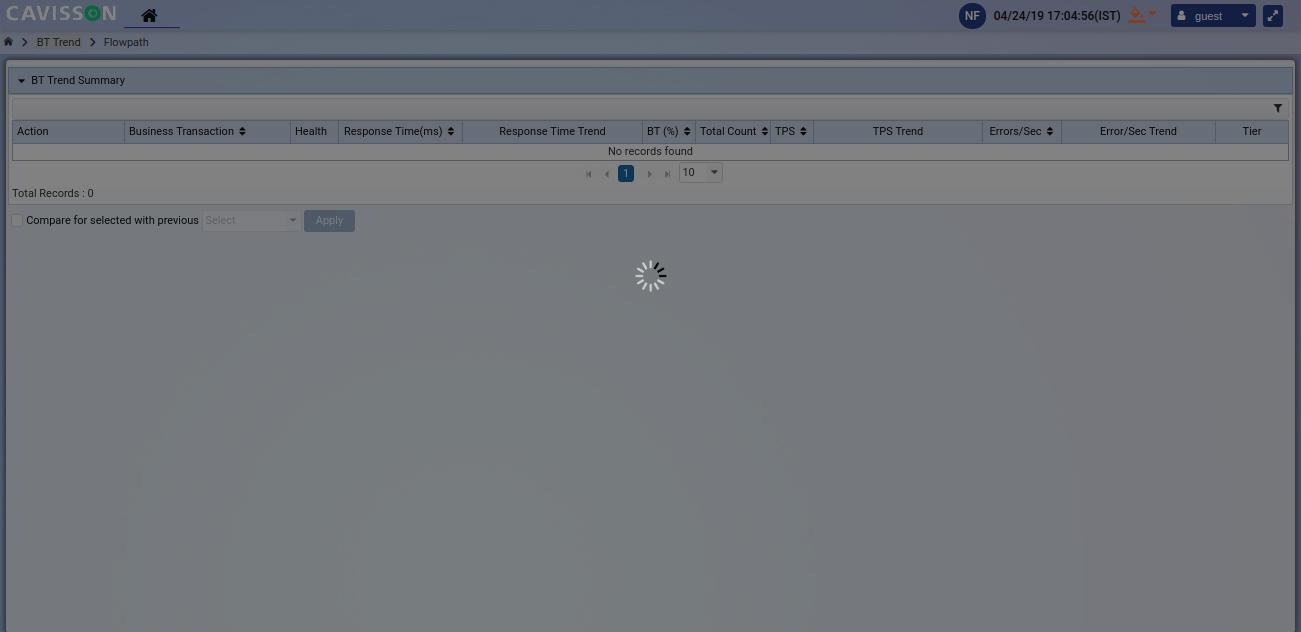 CAVISSON NF 04/24/19 17:04:56(IST) guest
BT Trend Flowpath
BT Trend Summary
Action Business Transaction Health Response Time(ms) Response Time Trend BT (%) Total Count TPS TPS Trend Errors/Sec Error/Sec Trend Tier
No records found
1 10
Total Records : 0
Compare for selected with previous Select Apply